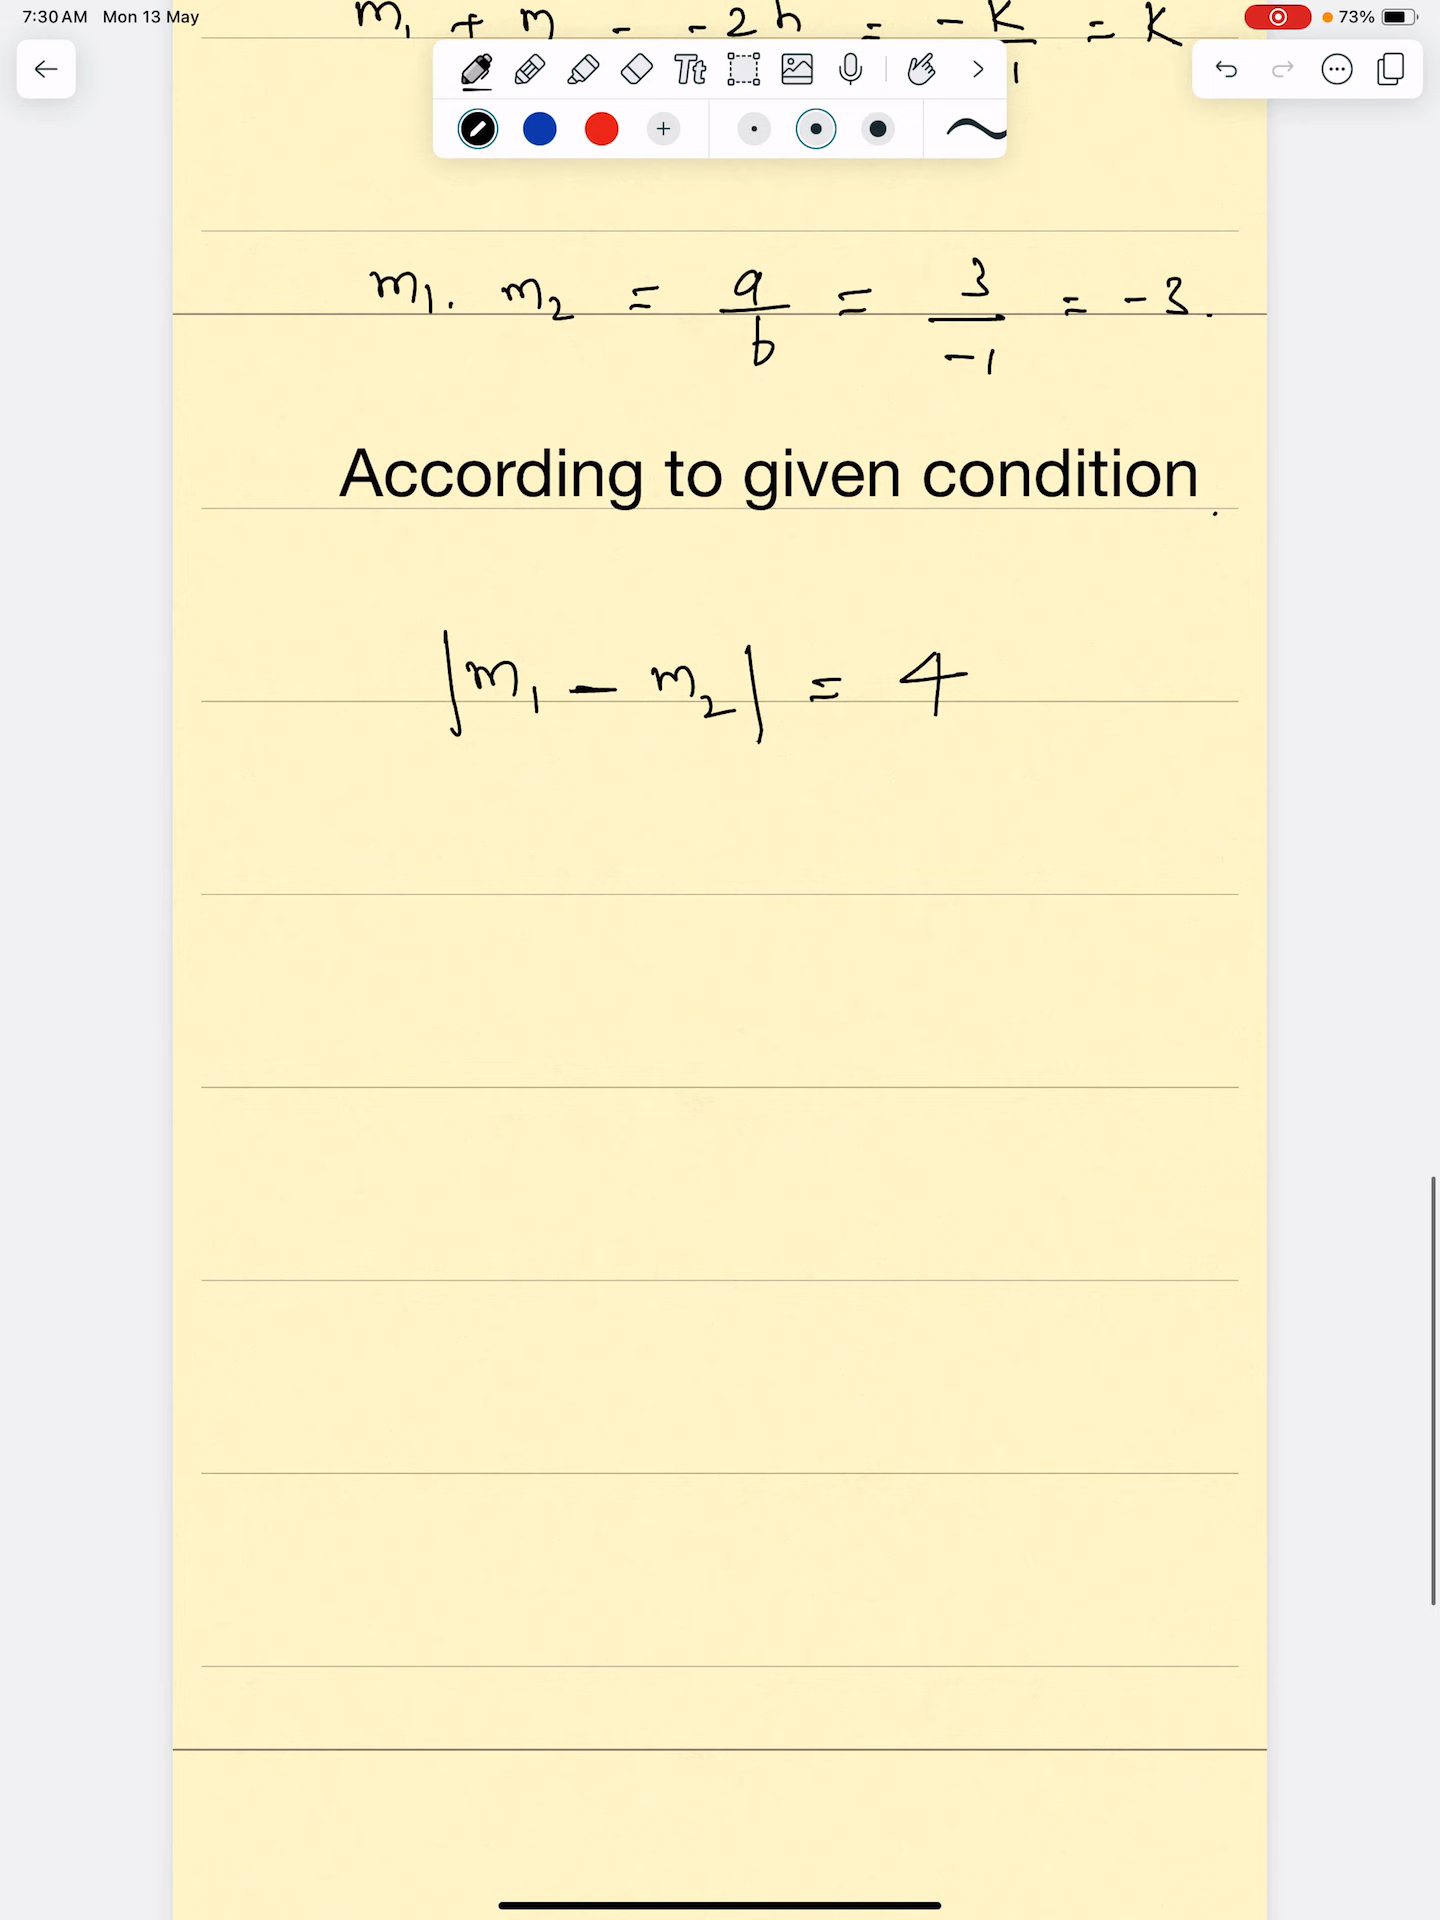 7:30 AM Mon 13 May
73%
m₁ + m - -2h = -K = K
1
Tt
m₁. m₂ = a/b = 3/-1 = -3.
According to given condition.
|m₁ - m₂| = 4